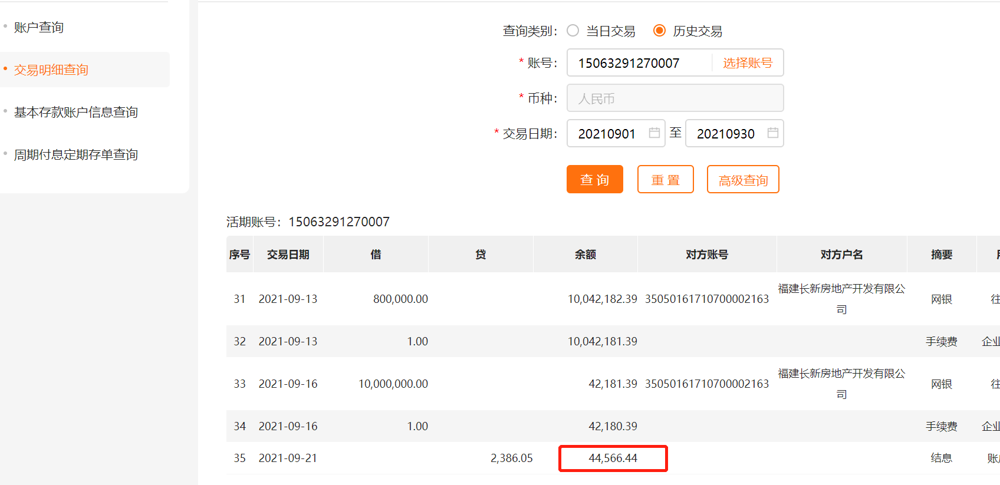 账户查询
交易明细查询
基本存款账户信息查询
周期付息定期存单查询
查询类别： 当日交易 历史交易
* 账号： 15063291270007 选择账号
* 币种： 人民币
* 交易日期： 20210901 至 20210930
查 询 重 置 高级查询
活期账号：15063291270007
序号 交易日期 借 贷 余额 对方账号 对方户名 摘要
31 2021-09-13 800,000.00 10,042,182.39 35050161710700002163 福建长新房地产开发有限公司 网银 往
32 2021-09-13 1.00 10,042,181.39 手续费 企业
33 2021-09-16 10,000,000.00 42,181.39 35050161710700002163 福建长新房地产开发有限公司 网银 往
34 2021-09-16 1.00 42,180.39 手续费 企业
35 2021-09-21 2,386.05 44,566.44 结息 账户